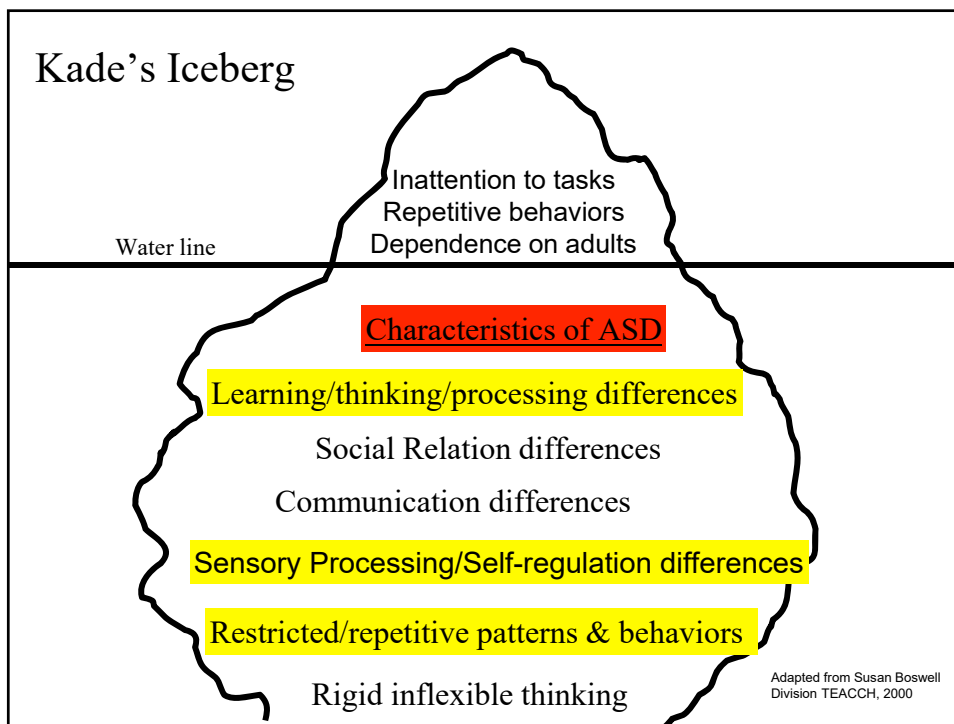 Kade’s Iceberg
Inattention to tasks
Repetitive behaviors
Dependence on adults
Water line
Characteristics of ASD
Learning/thinking/processing differences
Social Relation differences
Communication differences
Sensory Processing/Self-regulation differences
Restricted/repetitive patterns & behaviors
Rigid inflexible thinking
Adapted from Susan Boswell
Division TEACCH, 2000